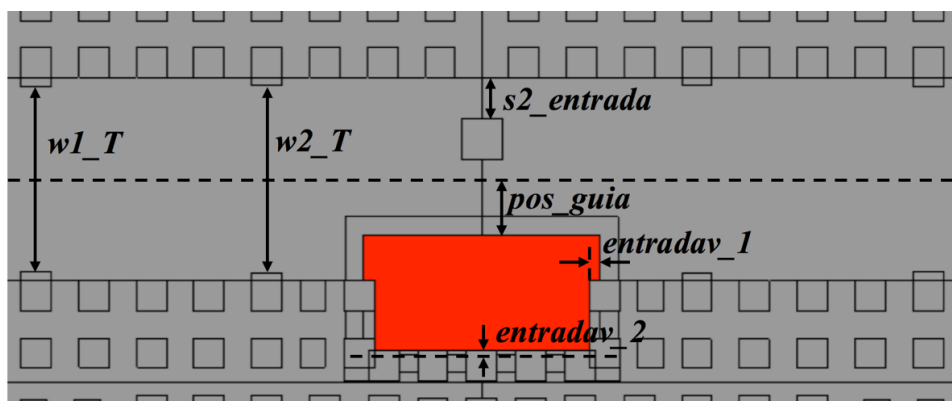 s2_entrada
w1_T
w2_T
pos_guia
entradav_1
entradav_2